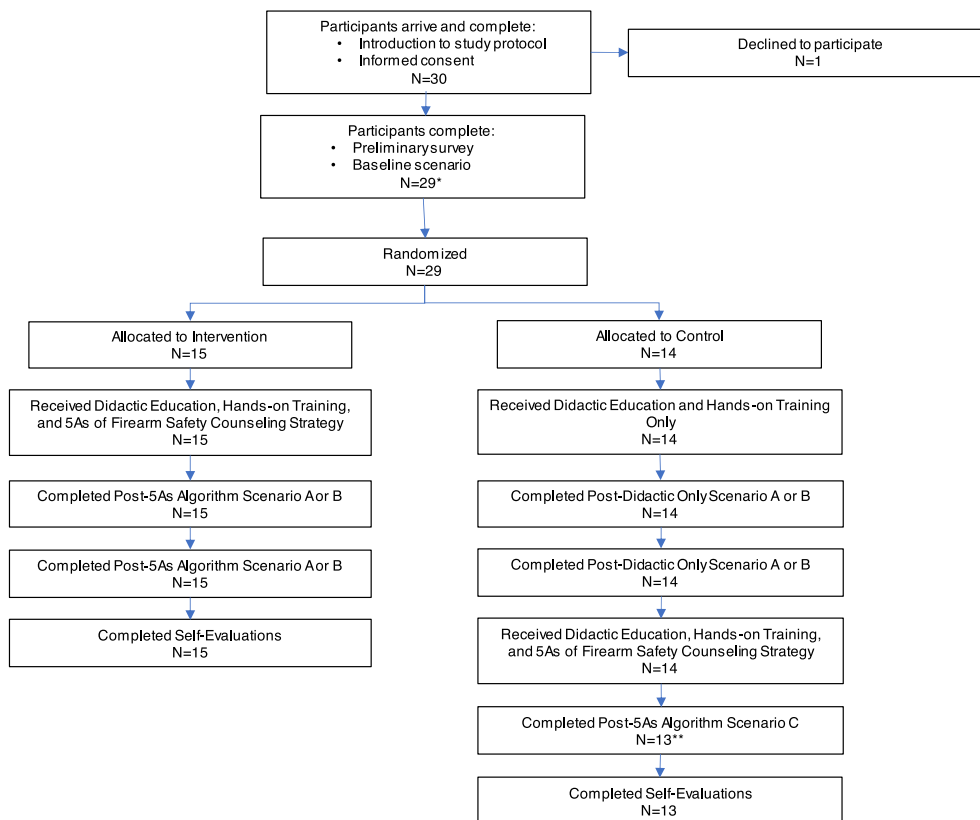 Participants arrive and complete:
• Introduction to study protocol
• Informed consent
N=30
Declined to participate
N=1
Participants complete:
• Preliminary survey
• Baseline scenario
N=29*
Randomized
N=29
Allocated to Intervention
N=15
Received Didactic Education, Hands-on Training,
and 5As of Firearm Safety Counseling Strategy
N=15
Completed Post-5As Algorithm Scenario A or B
N=15
Completed Post-5As Algorithm Scenario A or B
N=15
Completed Self-Evaluations
N=15
Allocated to Control
N=14
Received Didactic Education and Hands-on Training
Only
N=14
Completed Post-Didactic Only Scenario A or B
N=14
Completed Post-Didactic Only Scenario A or B
N=14
Received Didactic Education, Hands-on Training,
and 5As of Firearm Safety Counseling Strategy
N=14
Completed Post-5As Algorithm Scenario C
N=13**
Completed Self-Evaluations
N=13